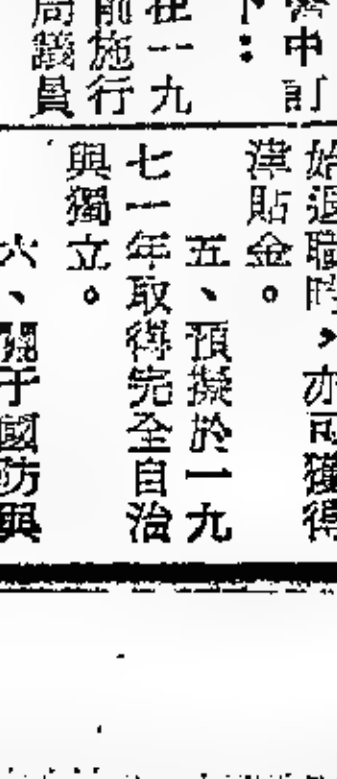 中訂
下：
在一九
前施行
局議員
始退職時，亦可獲得
津貼金。
五、預擬於一九
七一年取得完全自治
與獨立。
六、關于國防與